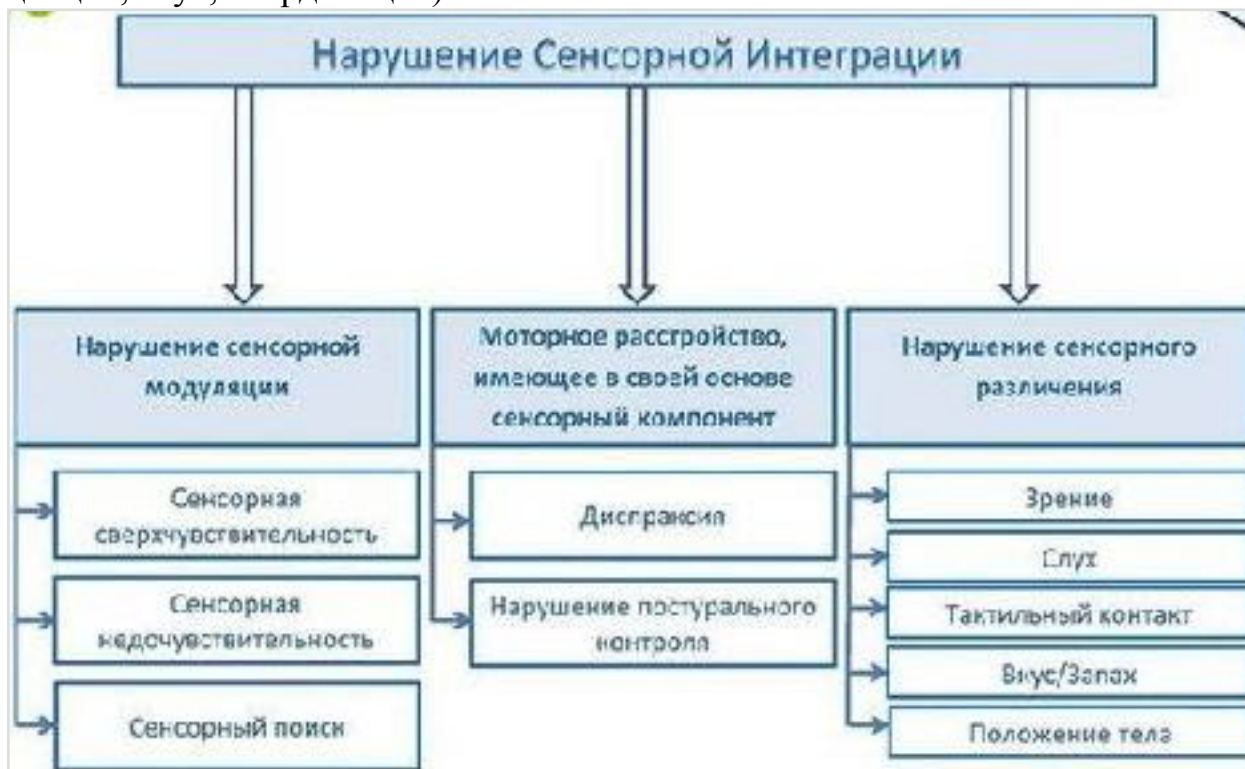 Нарушение Сенсорной Интеграции
Нарушение сенсорной
модуляции
Сенсорная
сверхчувствительность
Сенсорная
недочувствительность
Сенсорный поиск
Моторное расстройство,
имеющее в своей основе
сенсорный компонент
Диспраксия
Нарушение постурального
контроля
Нарушение сенсорного
различения
Зрение
Слух
Тактильный контакт
Вкус/Запах
Положение тела